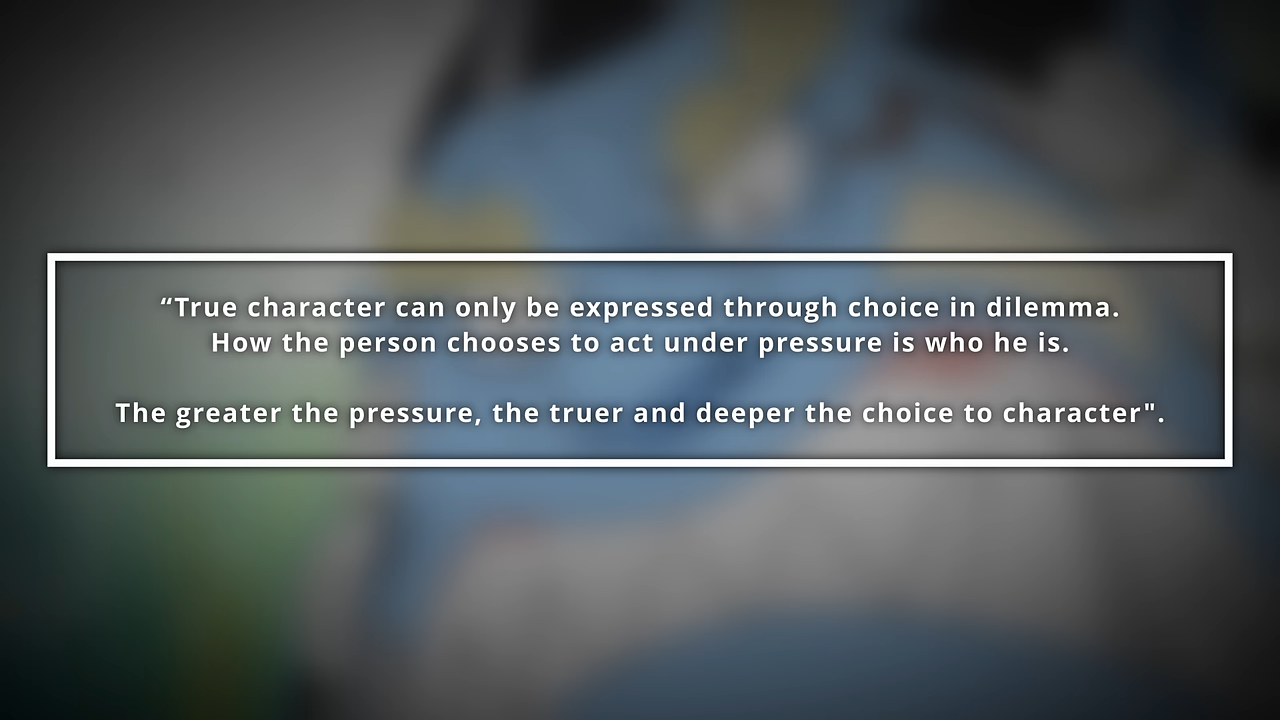 “True character can only be expressed through choice in dilemma.
How the person chooses to act under pressure is who he is.
The greater the pressure, the truer and deeper the choice to character".